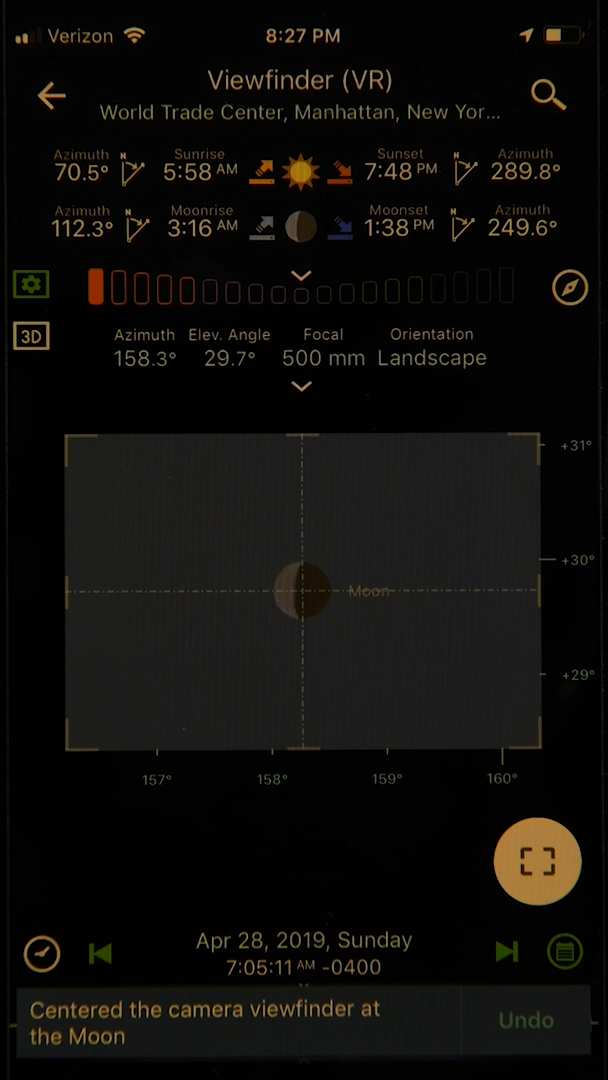 Verizon 8:27 PM
Viewfinder (VR)
World Trade Center, Manhattan, New Yor...
Azimuth Sunrise Sunset Azimuth
70.5° N 5:58 AM 7:48 PM N 289.8°
Azimuth Moonrise Moonset Azimuth
112.3° N 3:16 AM 1:38 PM N 249.6°
3D
Azimuth Elev. Angle Focal Orientation
158.3° 29.7° 500 mm Landscape
+31°
+30°
Moon
+29°
157° 158° 159° 160°
Apr 28, 2019, Sunday
7:05:11 AM -0400
Centered the camera viewfinder at
the Moon
Undo